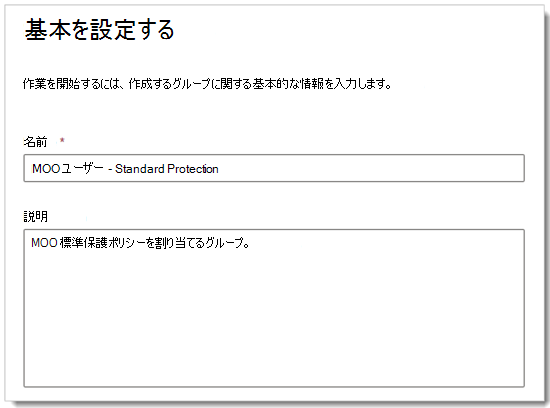 基本を設定する
作業を開始するには、作成するグループに関する基本的な情報を入力します。
名前 *
MOOユーザー - Standard Protection
説明
MOO 標準保護ポリシーを割り当てるグループ。